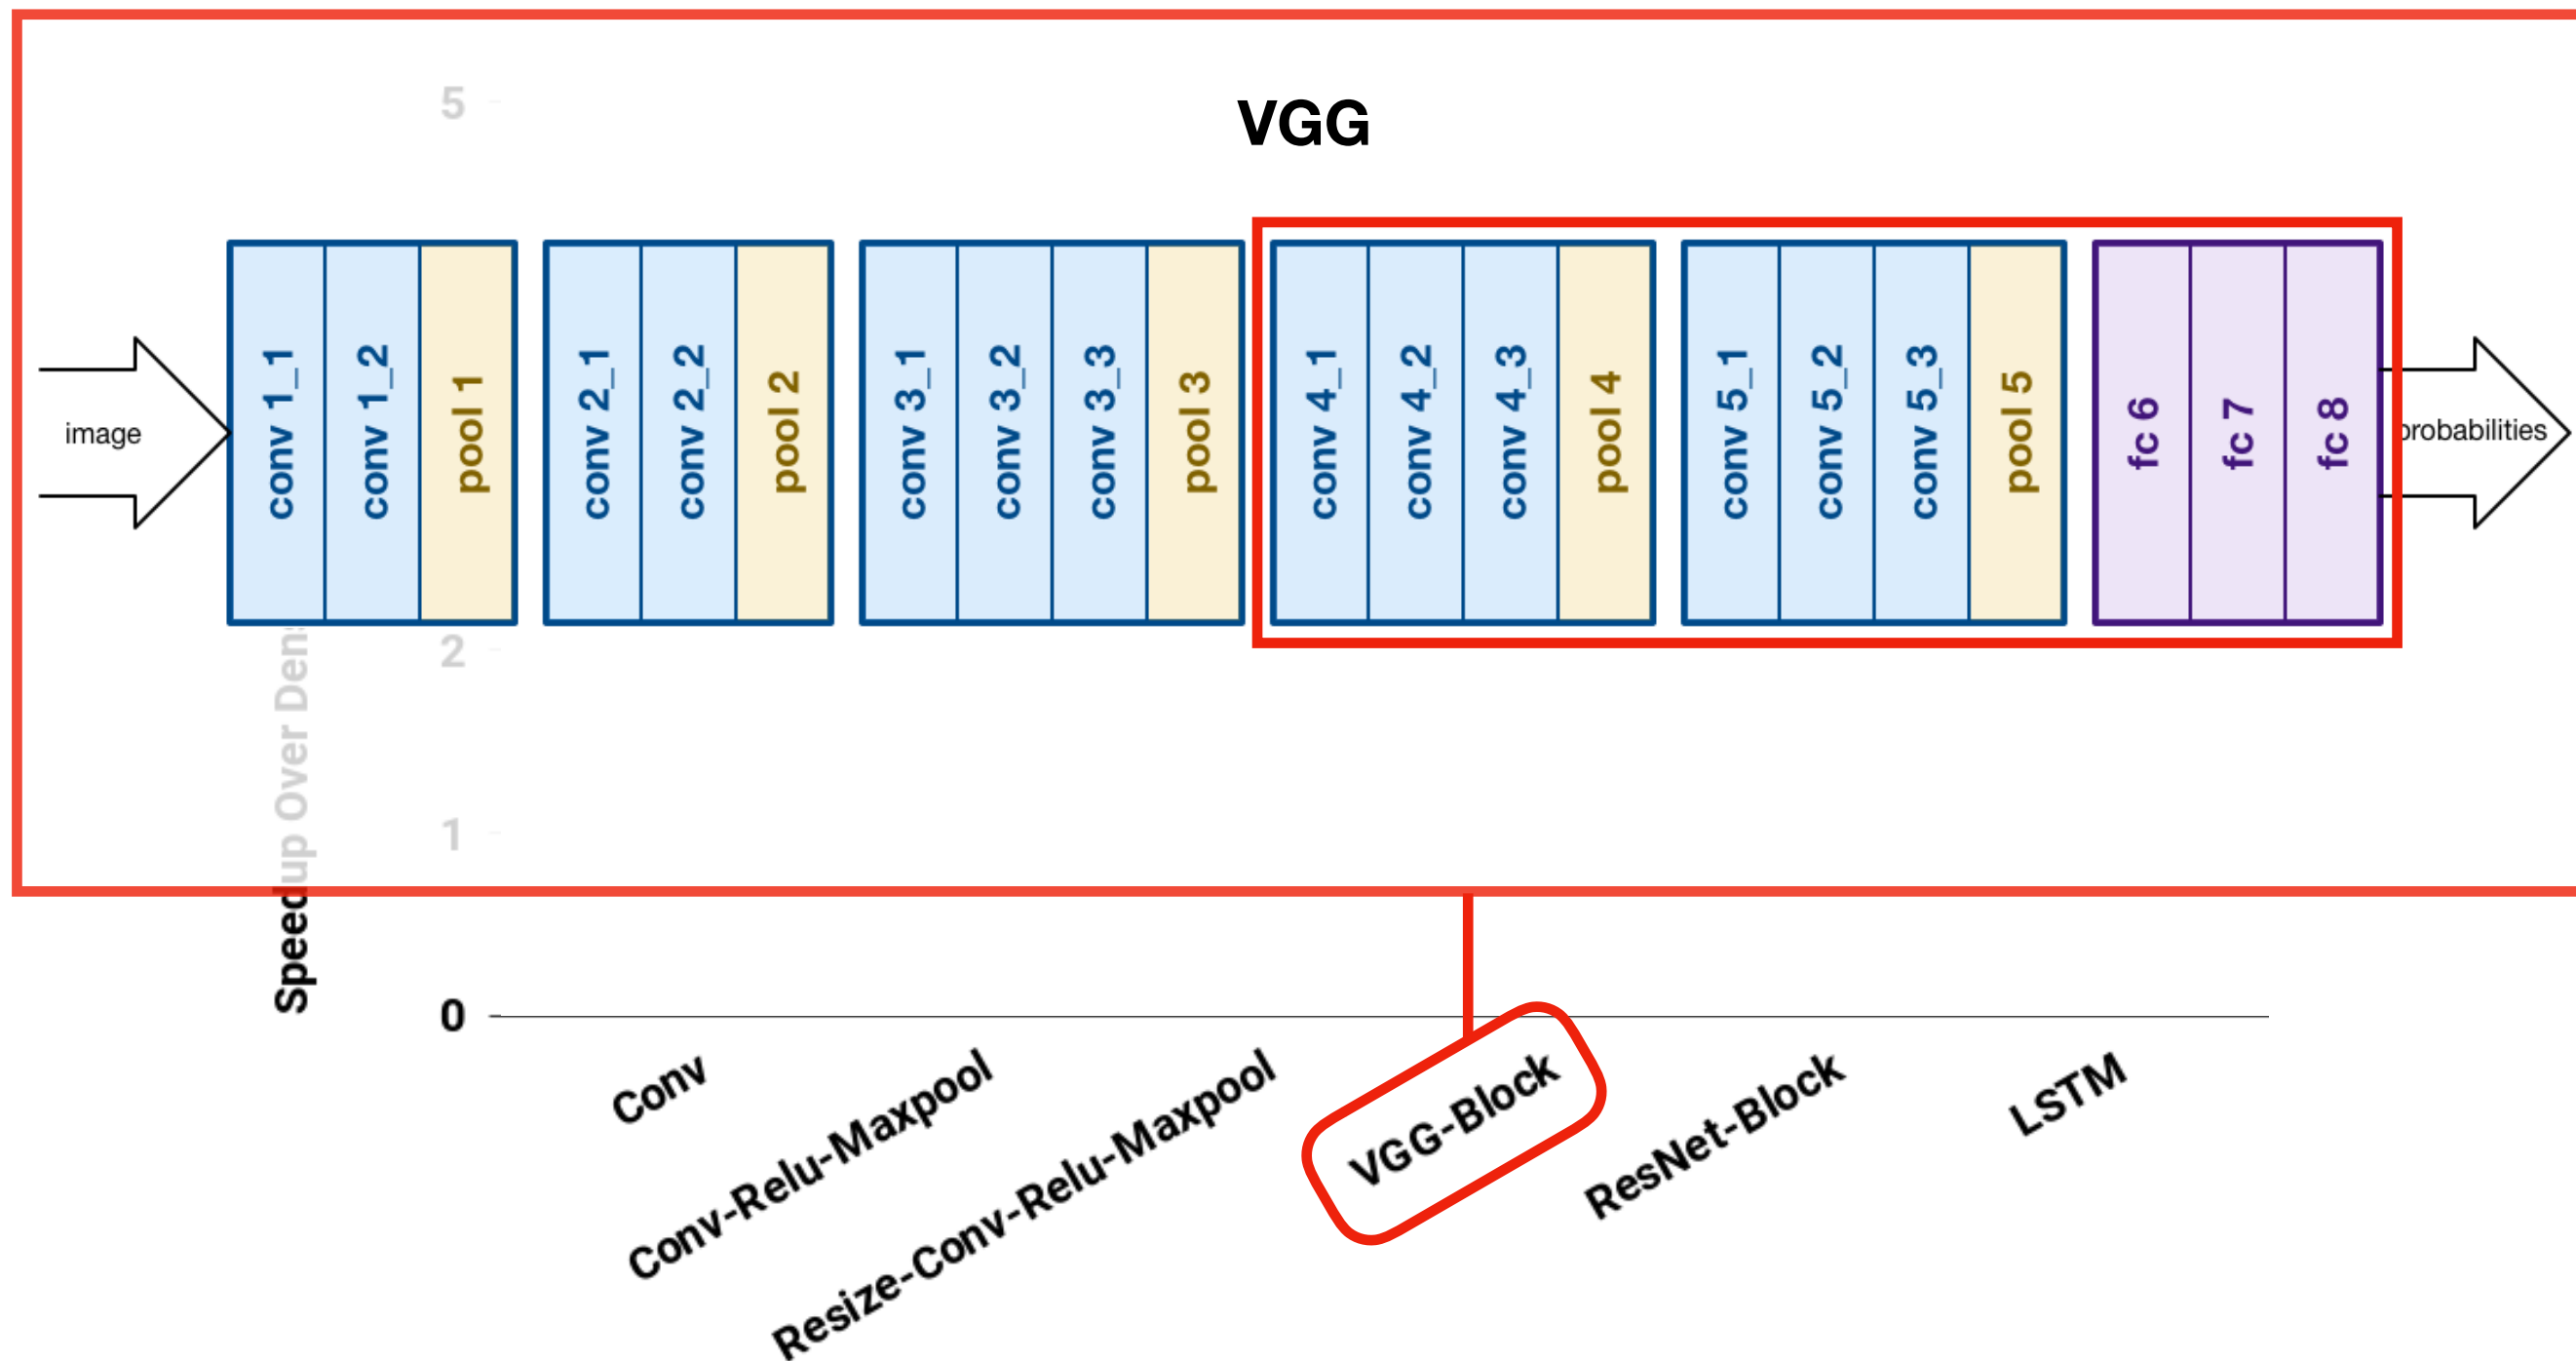 VGG
5
image
conv 1_1
conv 1_2
pool 1
conv 2_1
conv 2_2
pool 2
conv 3_1
conv 3_2
conv 3_3
pool 3
conv 4_1
conv 4_2
conv 4_3
pool 4
conv 5_1
conv 5_2
conv 5_3
pool 5
fc 6
fc 7
fc 8
probabilities
2
1
0
Speedup Over
Conv
Conv-Relu-Maxpool
Resize-Conv-Relu-Maxpool
VGG-Block
ResNet-Block
LSTM